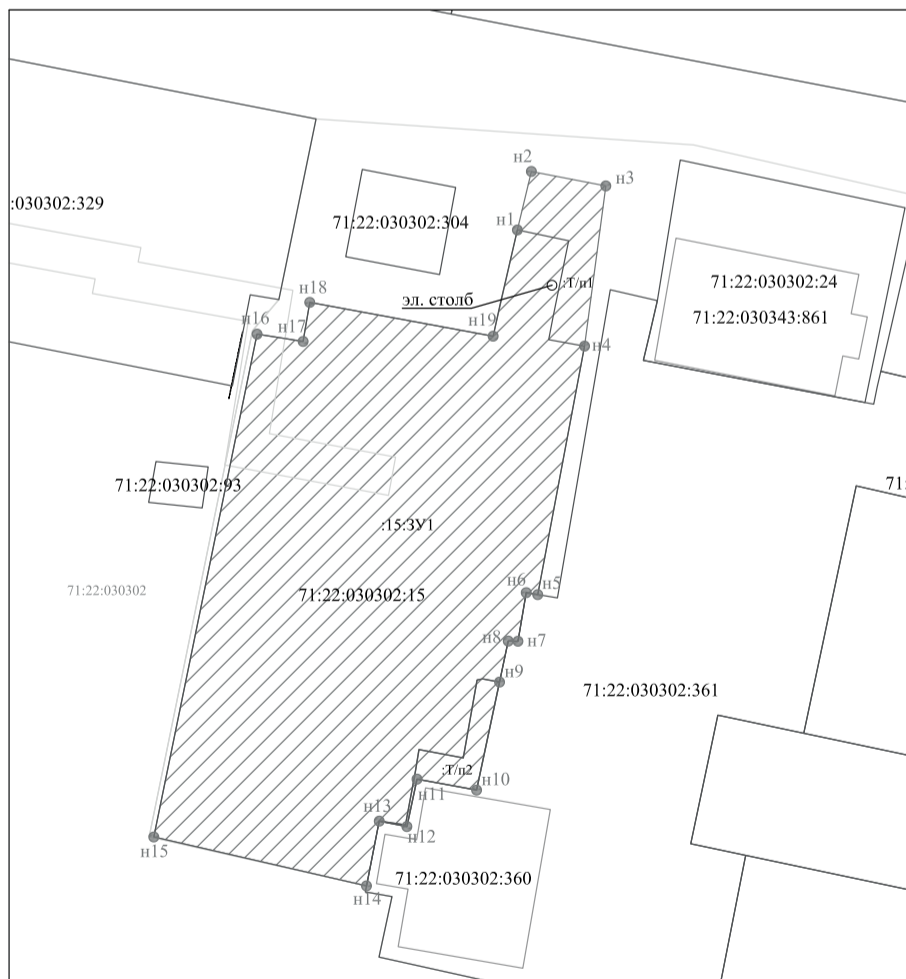 н2
н3
:030302:329
71:22:030302:304
н1
71:22:030302:24
:Т/п1
н18
эл. столб
71:22:030343:861
н16
н17
н19
н4
71:22:030302:93
71:
:15:ЗУ1
71:22:030302
71:22:030302:15
н6
н5
н8
н7
н9
71:22:030302:361
:Т/п2
н10
н11
н13
н12
н15
71:22:030302:360
н14